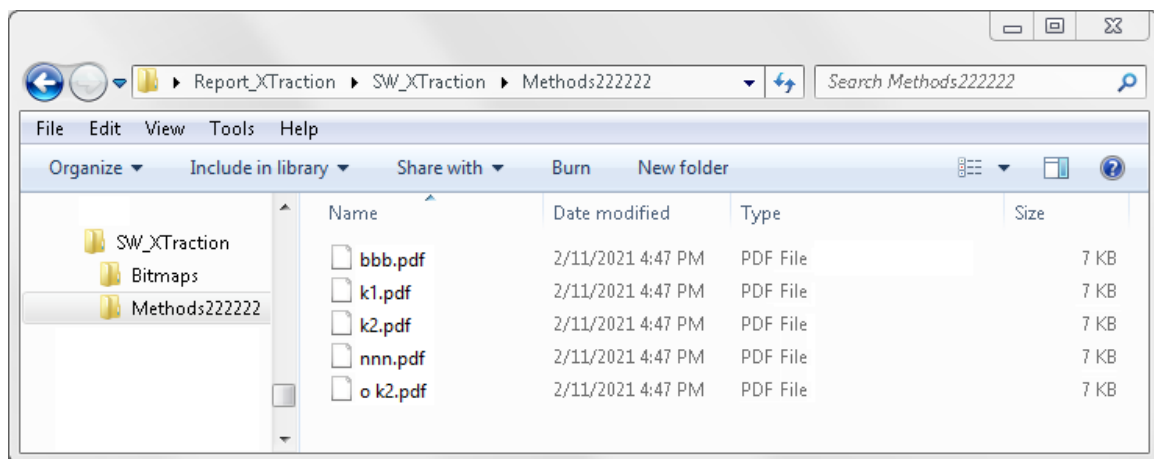 Report_XTraction SW_XTraction Methods222222 Search Methods222222
File Edit View Tools Help
Organize Include in library Share with Burn New folder
Name Date modified Type Size
SW_XTraction
Bitmaps
Methods222222
bbb.pdf 2/11/2021 4:47 PM PDF File 7 KB
k1.pdf 2/11/2021 4:47 PM PDF File 7 KB
k2.pdf 2/11/2021 4:47 PM PDF File 7 KB
nnn.pdf 2/11/2021 4:47 PM PDF File 7 KB
o k2.pdf 2/11/2021 4:47 PM PDF File 7 KB